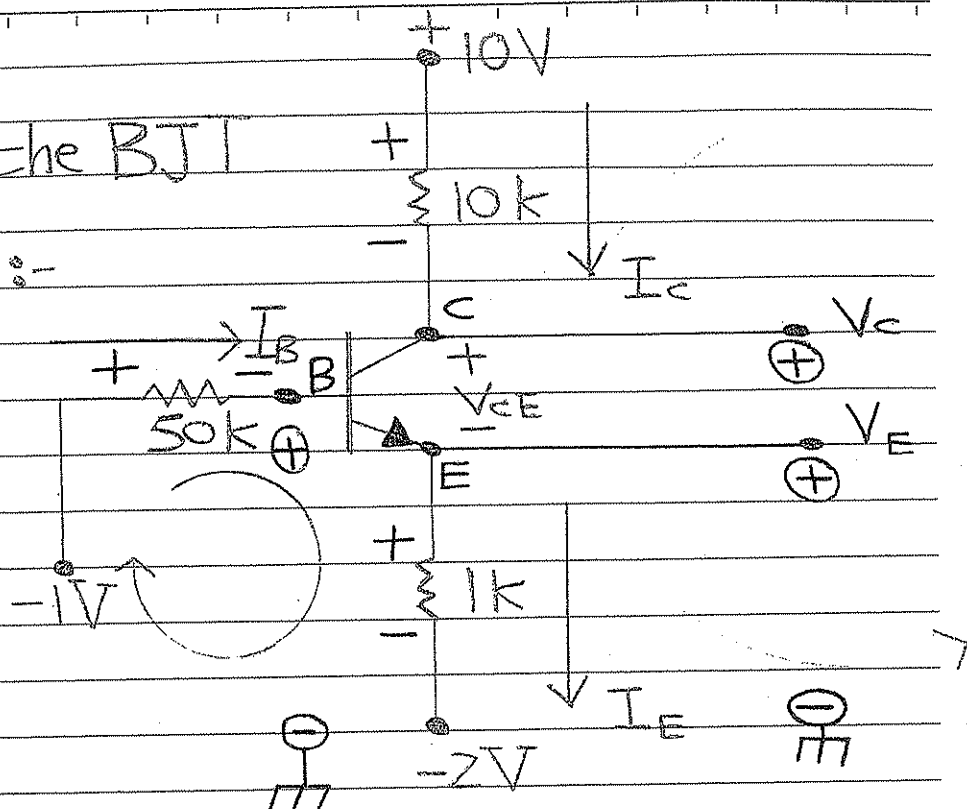 +10V
the BJT
+
10k
-
:-
Ic
C
Vc
IB
+
-
B
+
VCE
-
+
50k
+
VE
E
+
+
1k
-
-1V
IE
-
-
-2V